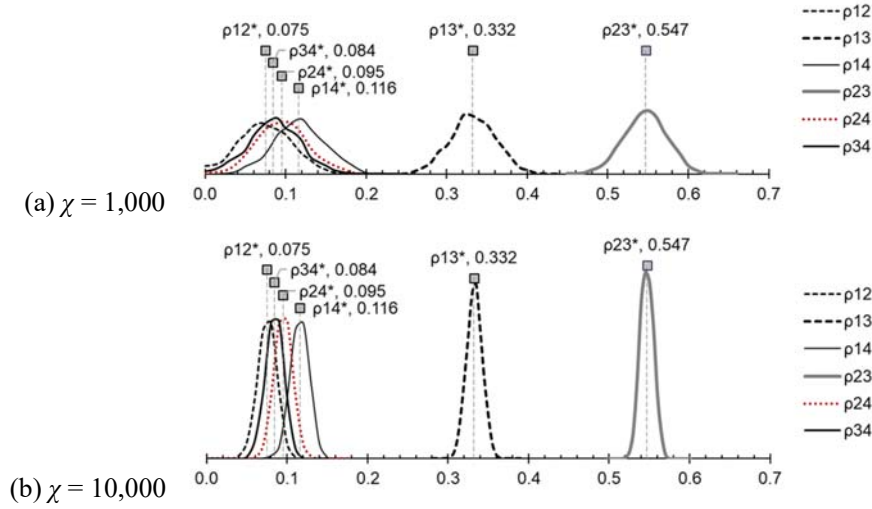 ρ12*, 0.075
ρ34*, 0.084
ρ24*, 0.095
ρ14*, 0.116
ρ13*, 0.332
ρ23*, 0.547
ρ12
ρ13
ρ14
ρ23
ρ24
ρ34
0.0 0.1 0.2 0.3 0.4 0.5 0.6 0.7
(a) χ = 1,000
ρ12*, 0.075
ρ34*, 0.084
ρ24*, 0.095
ρ14*, 0.116
ρ13*, 0.332
ρ23*, 0.547
ρ12
ρ13
ρ14
ρ23
ρ24
ρ34
0.0 0.1 0.2 0.3 0.4 0.5 0.6 0.7
(b) χ = 10,000